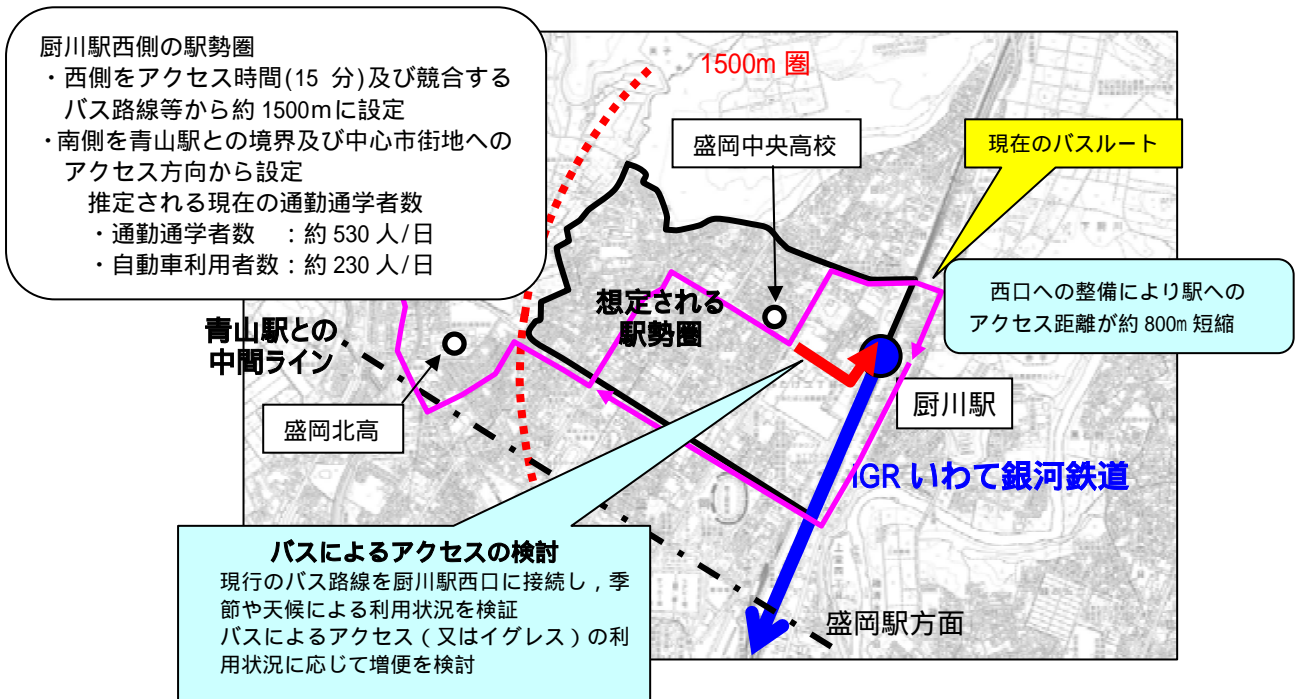 厨川駅西側の駅勢圏
・西側をアクセス時間(15 分)及び競合する
バス路線等から約 1500mに設定
・南側を青山駅との境界及び中心市街地への
アクセス方向から設定
推定される現在の通勤通学者数
・通勤通学者数　：約 530 人/日
・自動車利用者数：約 230 人/日
1500m 圏
盛岡中央高校
現在のバスルート
西口への整備により駅への
アクセス距離が約 800m 短縮
想定される
駅勢圏
青山駅との
中間ライン
盛岡北高
厨川駅
IGR いわて銀河鉄道
バスによるアクセスの検討
現行のバス路線を厨川駅西口に接続し，季
節や天候による利用状況を検証
バスによるアクセス（又はイグレス）の利
用状況に応じて増便を検討
盛岡駅方面